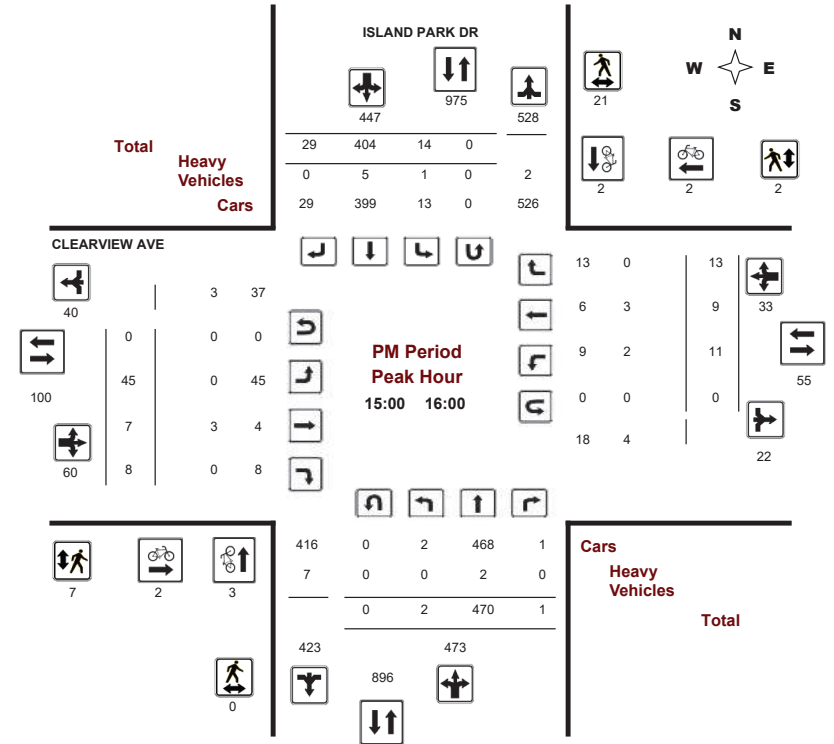 ISLAND PARK DR
N
W E
S
447
975
528
21
Total
29 404 14 0
Heavy
Vehicles
0 5 1 0 2
Cars
29 399 13 0 526
2 2 2
CLEARVIEW AVE
40
3 37
13 0 13
33
0 0 0
6 3 9
100
45 0 45
PM Period
Peak Hour
15:00 16:00
9 2 11
55
7 3 4
0 0 0
60
8 0 8
18 4
22
416 0 2 468 1
Cars
7 0 0 2 0
Heavy
Vehicles
0 2 470 1
Total
7 2 3
423
473
896
0